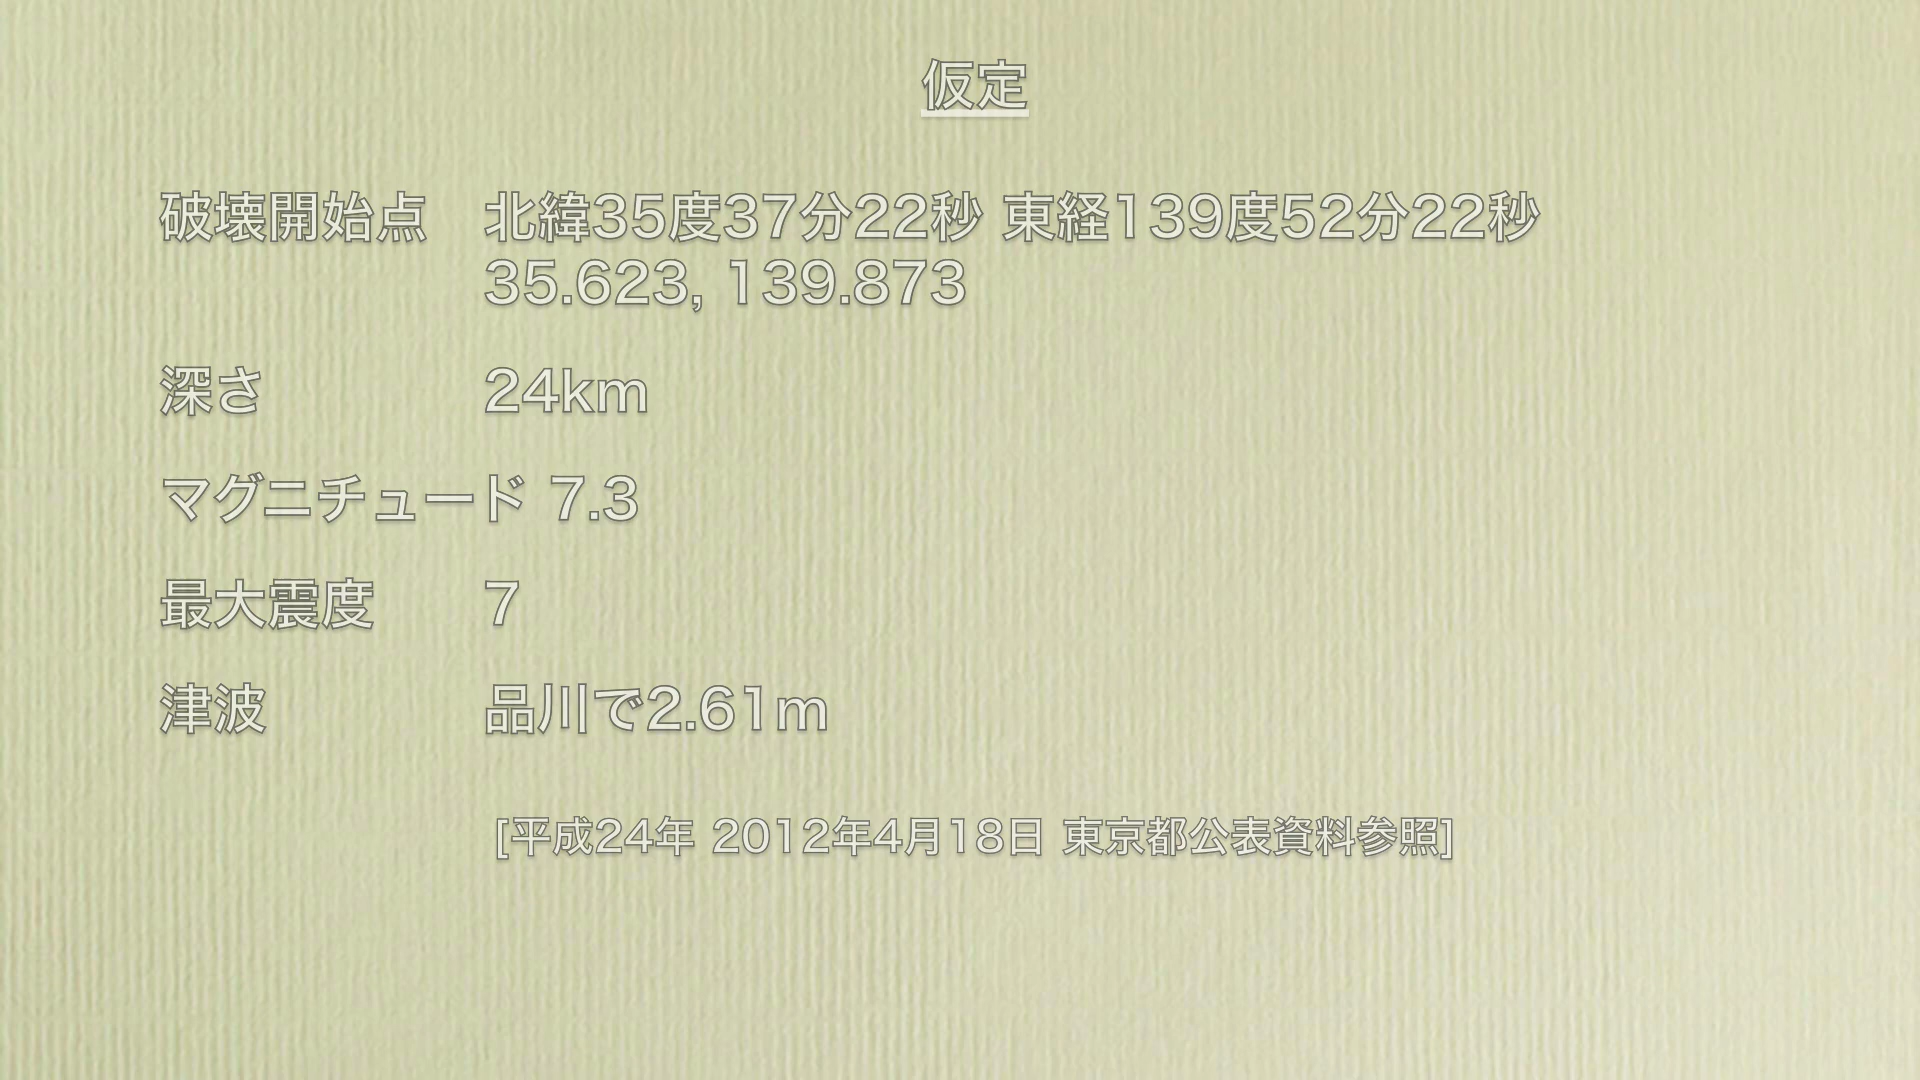 仮定
破壊開始点 北緯35度37分22秒 東経139度52分22秒
35.623, 139.873
深さ 24km
マグニチュード 7.3
最大震度 7
津波 品川で2.61m
[平成24年 2012年4月18日 東京都公表資料参照]